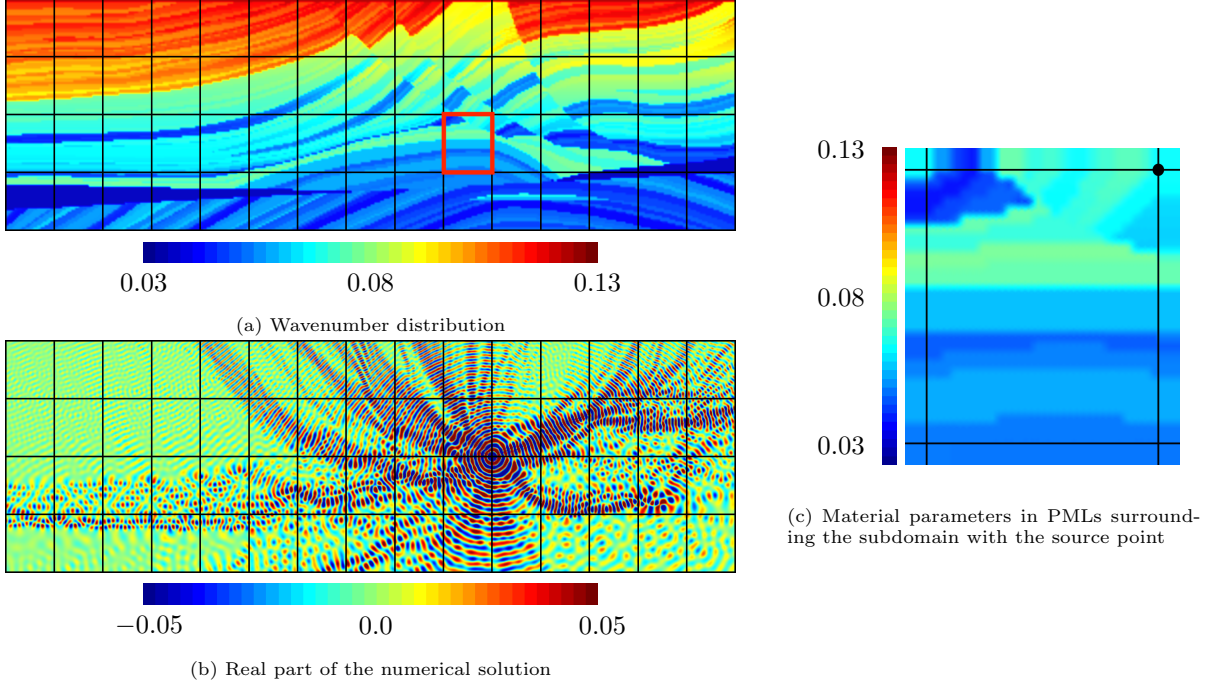 0.03
0.08
0.13
(a) Wavenumber distribution
−0.05
0.0
0.05
(b) Real part of the numerical solution
0.13
0.08
0.03
(c) Material parameters in PMLs surround-
ing the subdomain with the source point